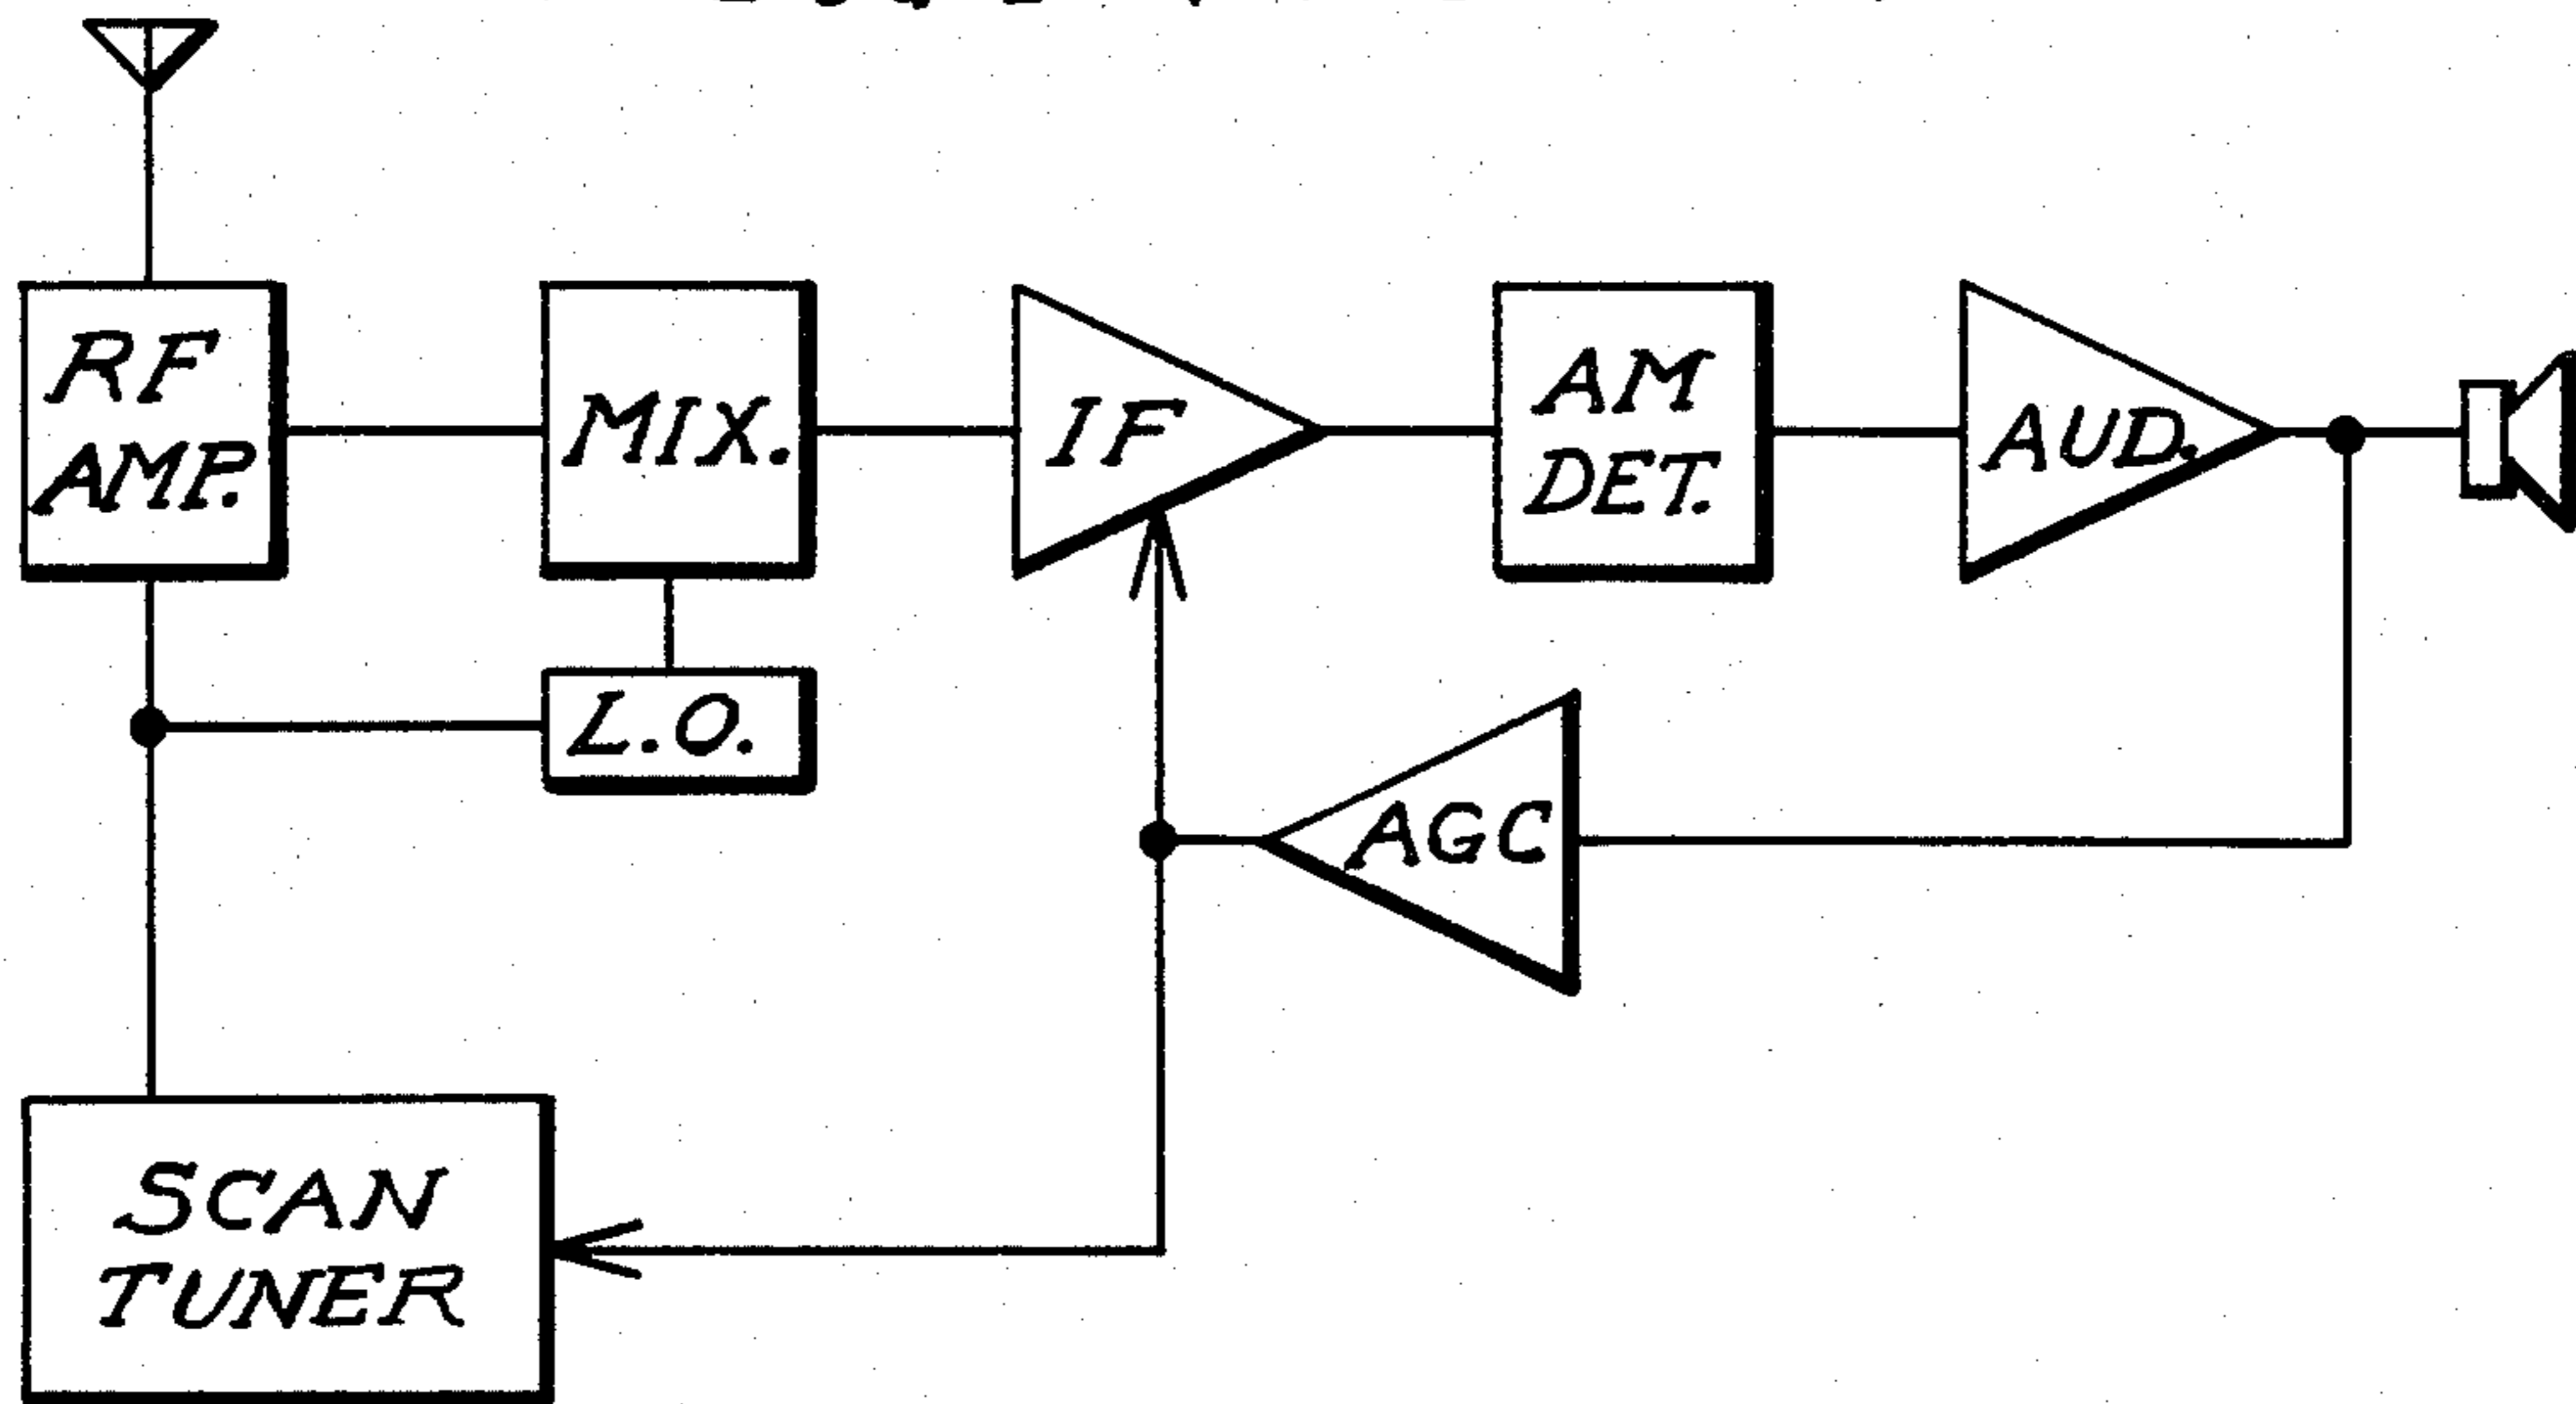 RF
AMP.
MIX.
IF
AM
DET.
AUD.
L.O.
AGC
SCAN
TUNER